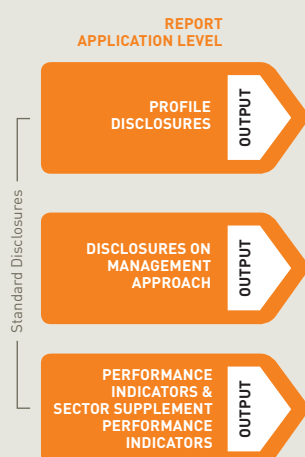 REPORT
APPLICATION LEVEL
Standard Disclosures
PROFILE
DISCLOSURES
OUTPUT
DISCLOSURES ON
MANAGEMENT
APPROACH
OUTPUT
PERFORMANCE
INDICATORS &
SECTOR SUPPLEMENT
PERFORMANCE
INDICATORS
OUTPUT